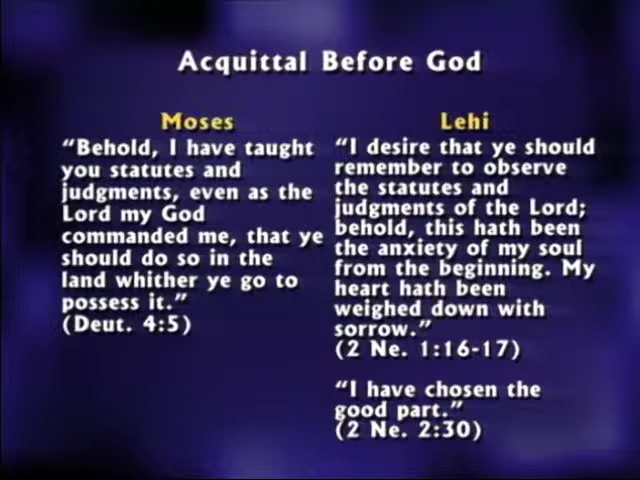 Acquittal Before God
Moses
“Behold, I have taught
you statutes and
judgments, even as the
Lord my God
commanded me, that ye
should do so in the
land whither ye go to
possess it.”
(Deut. 4:5)
Lehi
“I desire that ye should
remember to observe
the statutes and
judgments of the Lord;
behold, this hath been
the anxiety of my soul
from the beginning. My
heart hath been
weighed down with
sorrow.”
(2 Ne. 1:16-17)
“I have chosen the
good part.”
(2 Ne. 2:30)